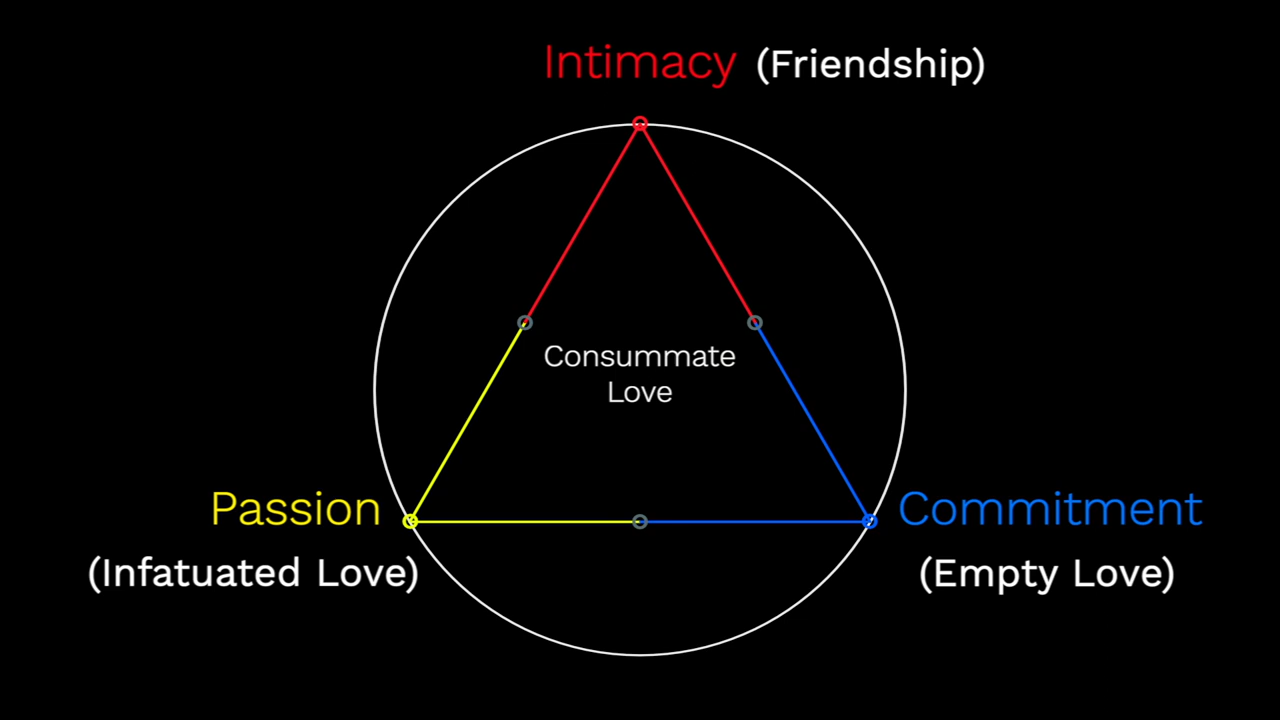 Intimacy (Friendship)
Consummate
Love
Passion
(Infatuated Love)
Commitment
(Empty Love)